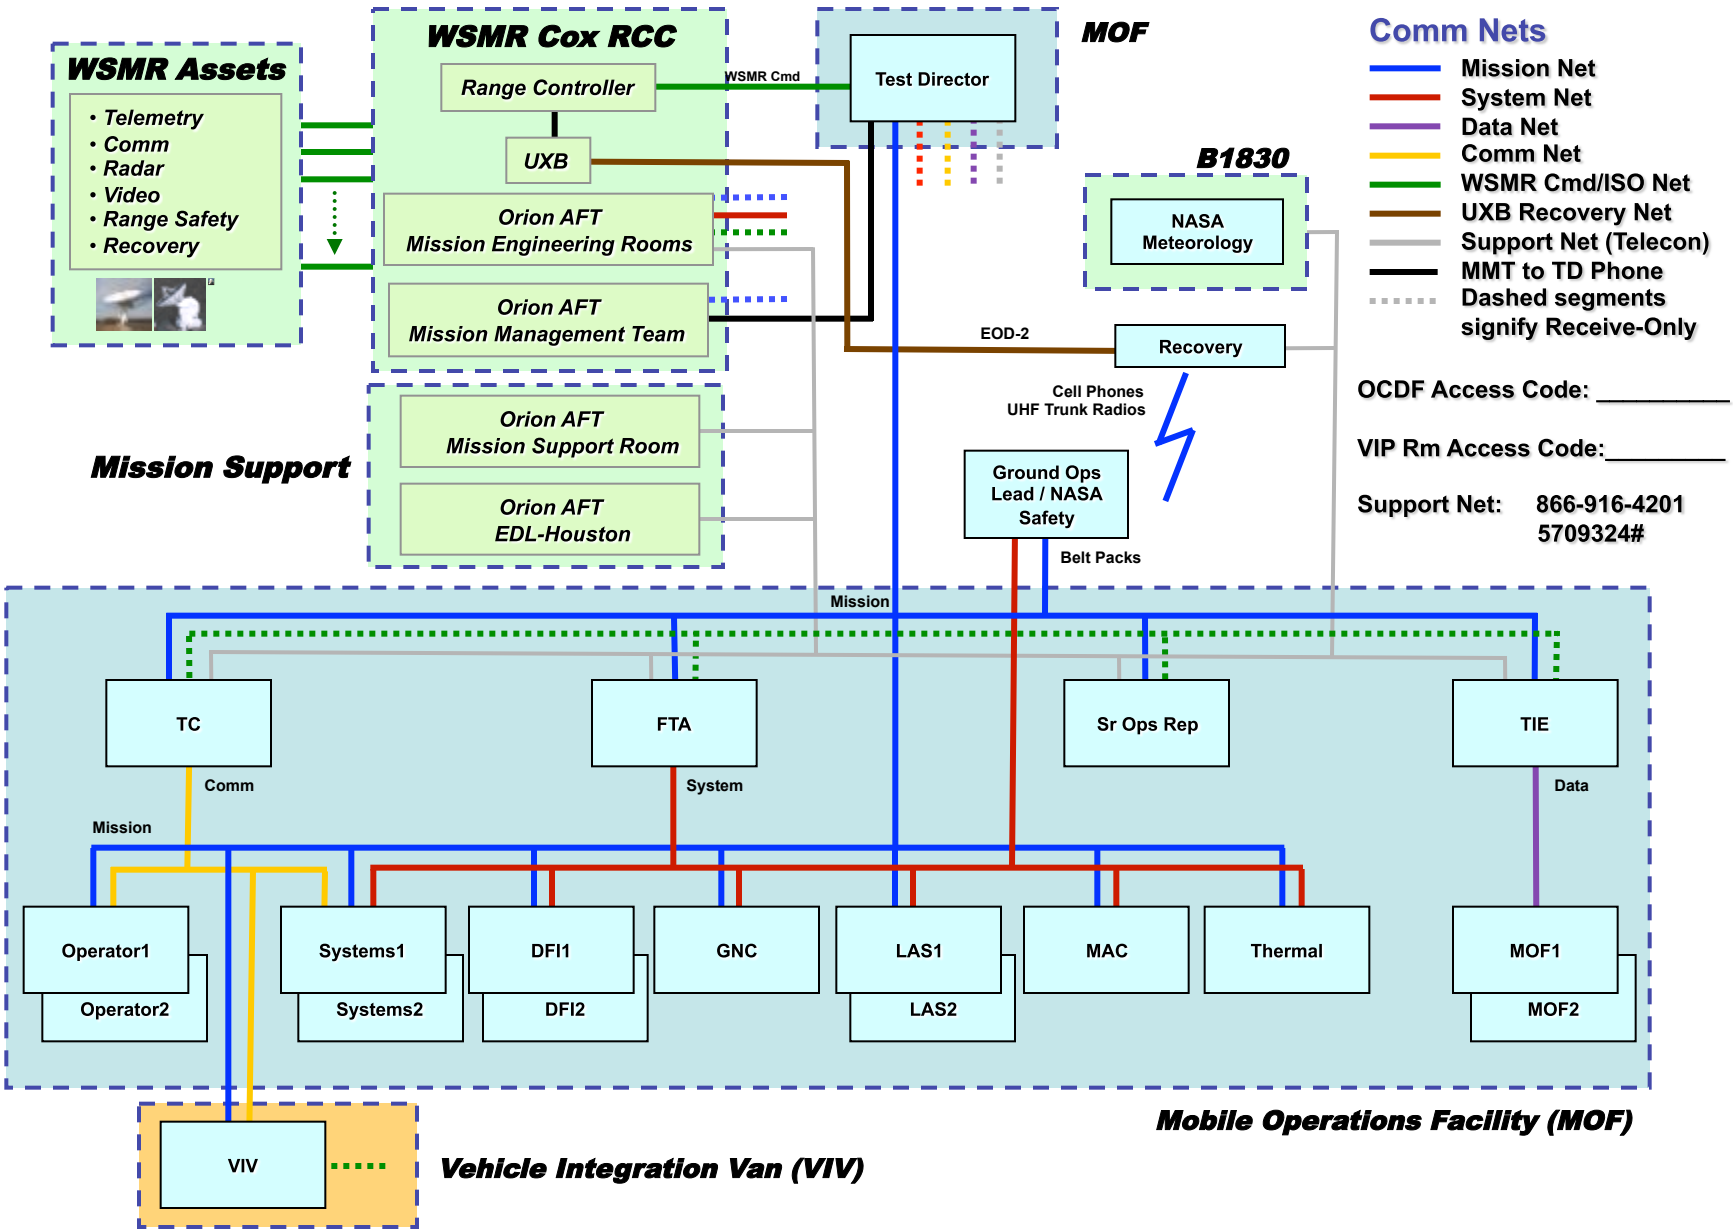 WSMR Assets
• Telemetry
• Comm
• Radar
• Video
• Range Safety
• Recovery
WSMR Cox RCC
Range Controller
UXB
Orion AFT
Mission Engineering Rooms
Orion AFT
Mission Management Team
WSMR Cmd
MOF
Test Director
B1830
NASA
Meteorology
EOD-2
Recovery
Cell Phones
UHF Trunk Radios
Ground Ops
Lead / NASA
Safety
Belt Packs
Comm Nets
Mission Net
System Net
Data Net
Comm Net
WSMR Cmd/ISO Net
UXB Recovery Net
Support Net (Telecon)
MMT to TD Phone
Dashed segments
signify Receive-Only
OCDF Access Code: __________
VIP Rm Access Code:_________
Support Net: 866-916-4201
5709324#
Mission Support
Orion AFT
Mission Support Room
Orion AFT
EDL-Houston
Mission
TC
FTA
Sr Ops Rep
TIE
Comm
System
Data
Mission
Operator1
Operator2
Systems1
Systems2
DFI1
DFI2
GNC
LAS1
LAS2
MAC
Thermal
MOF1
MOF2
Mobile Operations Facility (MOF)
VIV
Vehicle Integration Van (VIV)